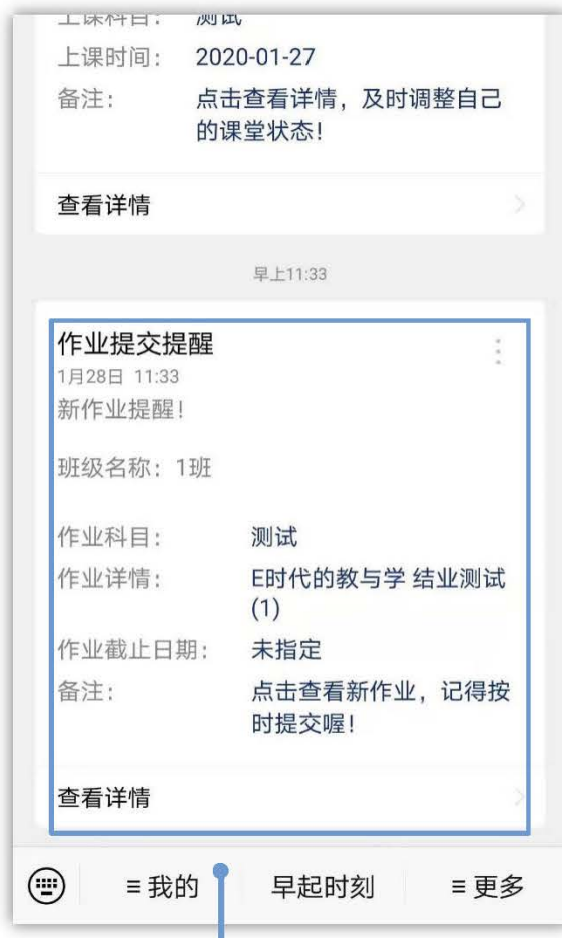 上课科目: 测试
上课时间: 2020-01-27
备注: 点击查看详情，及时调整自己
的课堂状态！
查看详情
早上11:33
作业提交提醒
1月28日 11:33
新作业提醒！
班级名称: 1班
作业科目: 测试
作业详情: E时代的教与学 结业测试
(1)
作业截止日期: 未指定
备注: 点击查看新作业，记得按
时提交喔！
查看详情
我的 早起时刻 更多